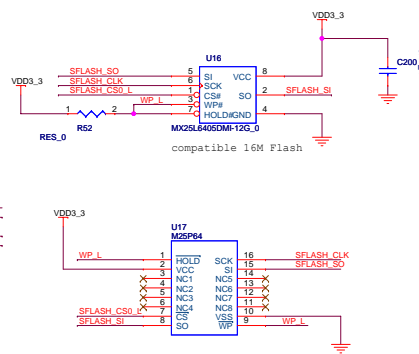 VDD3_3
U16
SFLASH_SO 5 SI VCC 8
C200
SFLASH_CLK 6 SCK
VDD3_3 SFLASH_CS0_L 1 CS# SO 2 SFLASH_SI
WP_L 3 WP#
1 2 7 HOLD#GND 4
R52
RES_0
MX25L6405DMI-12G_0
compatible 16M Flash
VDD3_3
U17
M25P64
WP_L 1 HOLD SCK 16 SFLASH_CLK
2 VCC SI 15 SFLASH_SO
3 NC1 NC5 14
4 NC2 NC6 13
5 NC3 NC7 12
6 NC4 NC8 11
SFLASH_CS0_L 7 CS VSS 10
SFLASH_SI 8 SO WP 9 WP_L